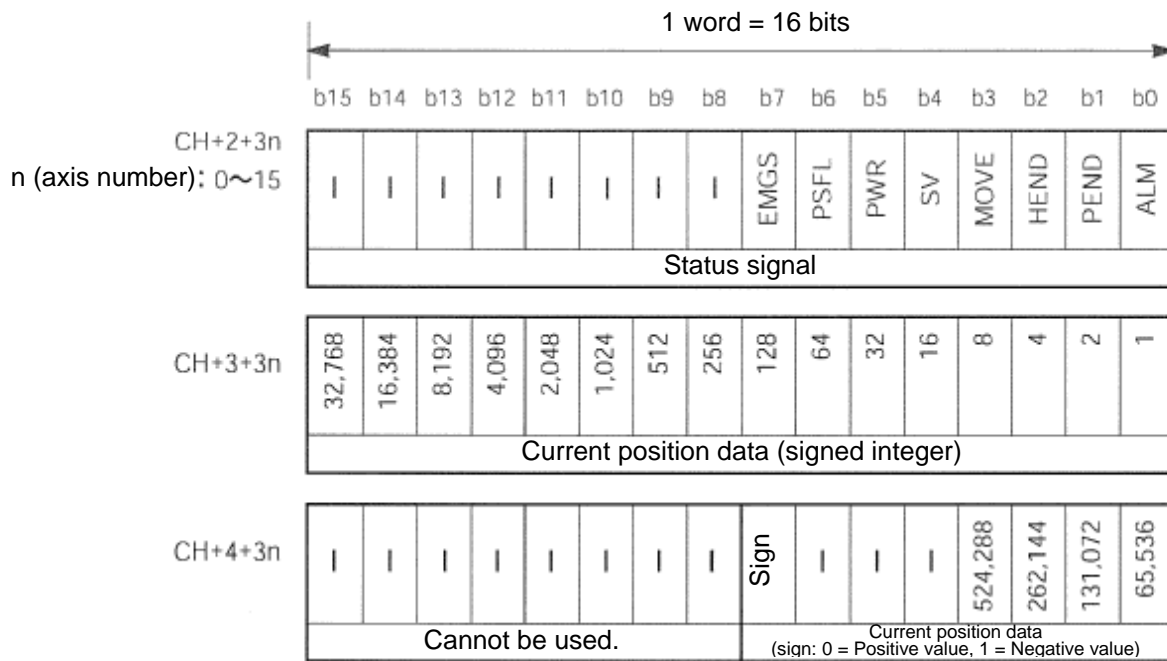 1 word = 16 bits
b15 b14 b13 b12 b11 b10 b9 b8 b7 b6 b5 b4 b3 b2 b1 b0
CH+2+3n
n (axis number): 0～15
— — — — — — — — EMGS PSFL PWR SV MOVE HEND PEND ALM
Status signal
CH+3+3n
32,768 16,384 8,192 4,096 2,048 1,024 512 256 128 64 32 16 8 4 2 1
Current position data (signed integer)
CH+4+3n
— — — — — — — — Sign — — — 524,288 262,144 131,072 65,536
Cannot be used.
Current position data
(sign: 0 = Positive value, 1 = Negative value)